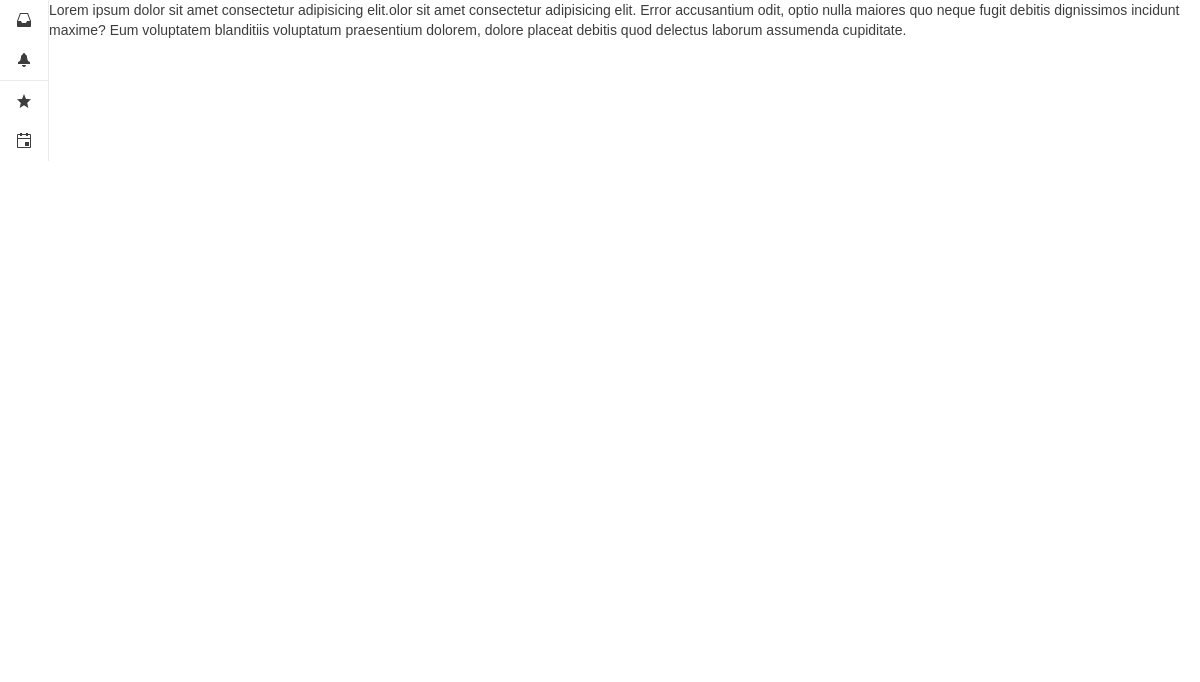 Lorem ipsum dolor sit amet consectetur adipisicing elit.olor sit amet consectetur adipisicing elit. Error accusantium odit, optio nulla maiores quo neque fugit debitis dignissimos incidunt
maxime? Eum voluptatem blanditiis voluptatum praesentium dolorem, dolore placeat debitis quod delectus laborum assumenda cupiditate.